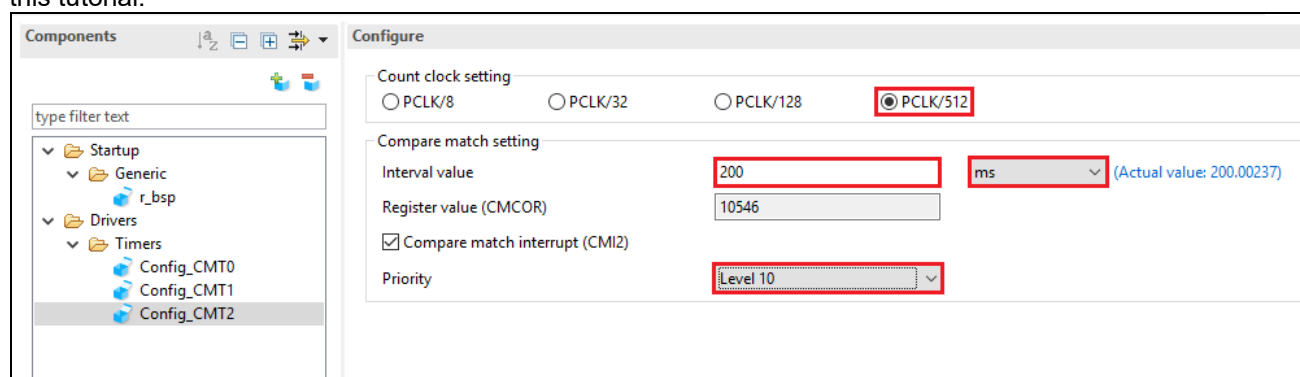 this tutorial.
Components
Configure
type filter text
Startup
Generic
r_bsp
Drivers
Timers
Config_CMT0
Config_CMT1
Config_CMT2
Count clock setting
PCLK/8 PCLK/32 PCLK/128 PCLK/512
Compare match setting
Interval value 200 ms (Actual value: 200.00237)
Register value (CMCOR) 10546
Compare match interrupt (CMI2)
Priority Level 10